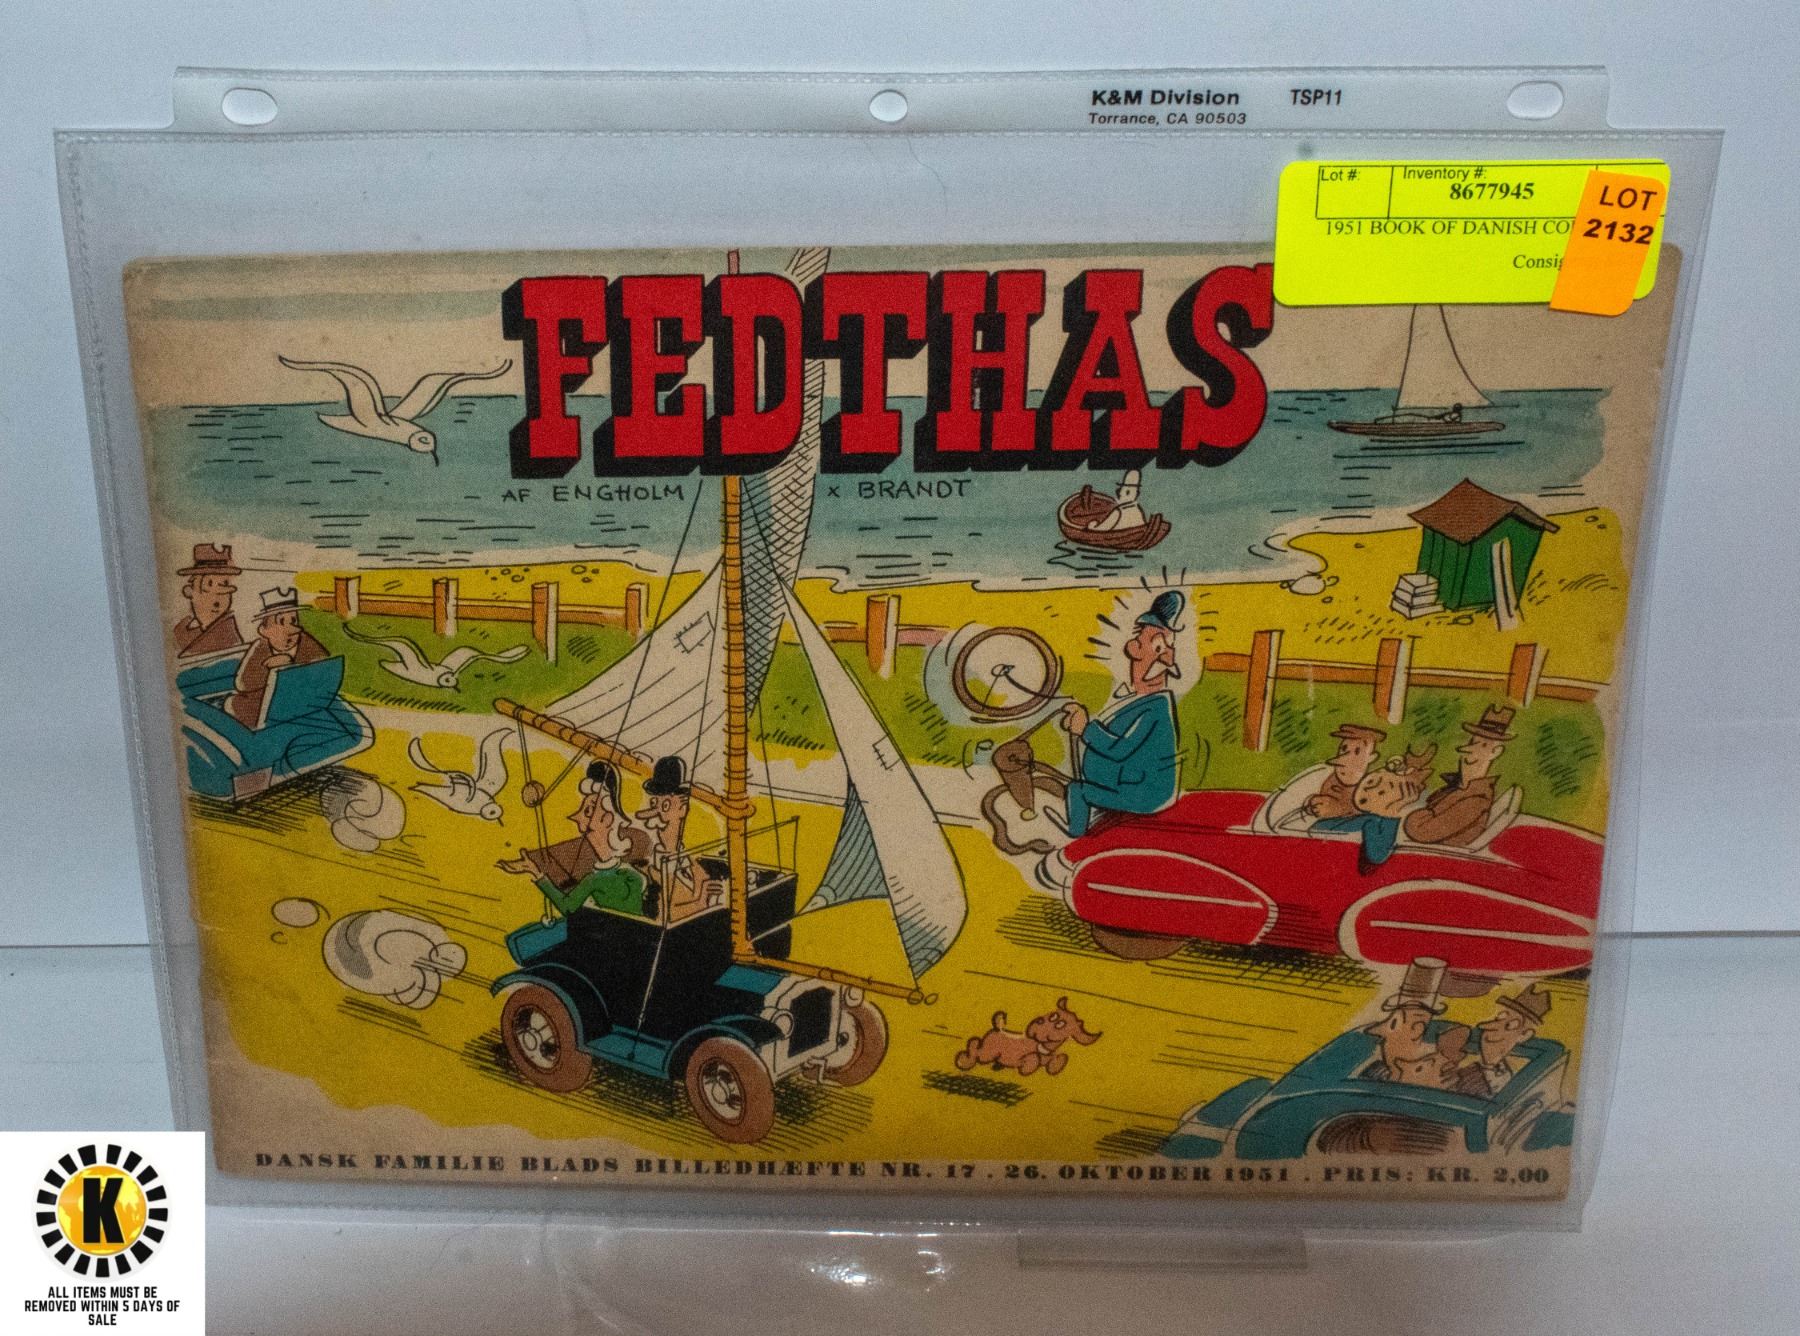 K&M Division TSP11
Torrance, CA 90503
Lot #: Inventory #:
8677945
1951 BOOK OF DANISH
LOT
2132
FEDTHAS
AF ENGHOLM x BRANDT
DANSK FAMILIE BLADS BILLEDHÆFTE NR. 17 . 26. OKTOBER 1951 . PRIS: KR. 2,00
K
ALL ITEMS MUST BE
REMOVED WITHIN 5 DAYS OF
SALE